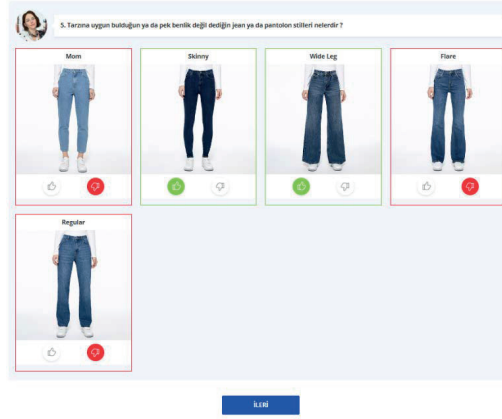 5. Tarzına uygun bulduğun ya da pek benlik değil dediğin jean ya da pantolon stilleri nelerdir ?
Mom
Skinny
Wide Leg
Flare
Regular
İLERİ